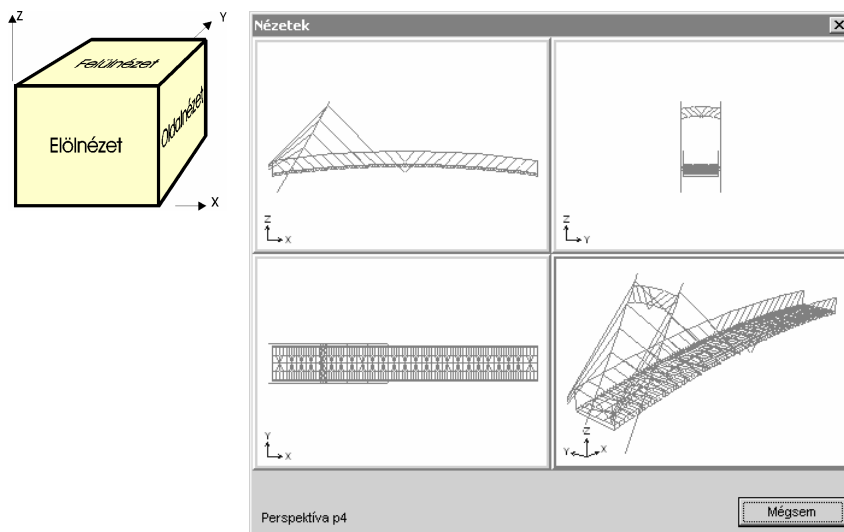 Z
Y
Felülnézet
Elölnézet
Oldalnézet
X
Nézetek
Z
X
Z
Y
Y
X
Z
Y
X
Perspektíva p4
Mégsem